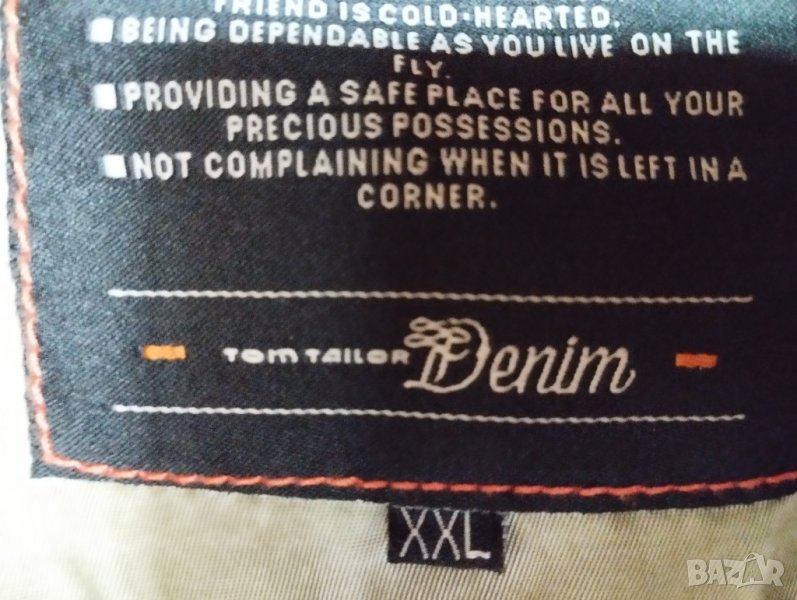 FRIEND IS COLD-HEARTED.
BEING DEPENDABLE AS YOU LIVE ON THE
FLY.
PROVIDING A SAFE PLACE FOR ALL YOUR
PRECIOUS POSSESSIONS.
NOT COMPLAINING WHEN IT IS LEFT IN A
CORNER.
TOM TAILOR Denim
XXL
BAZAR